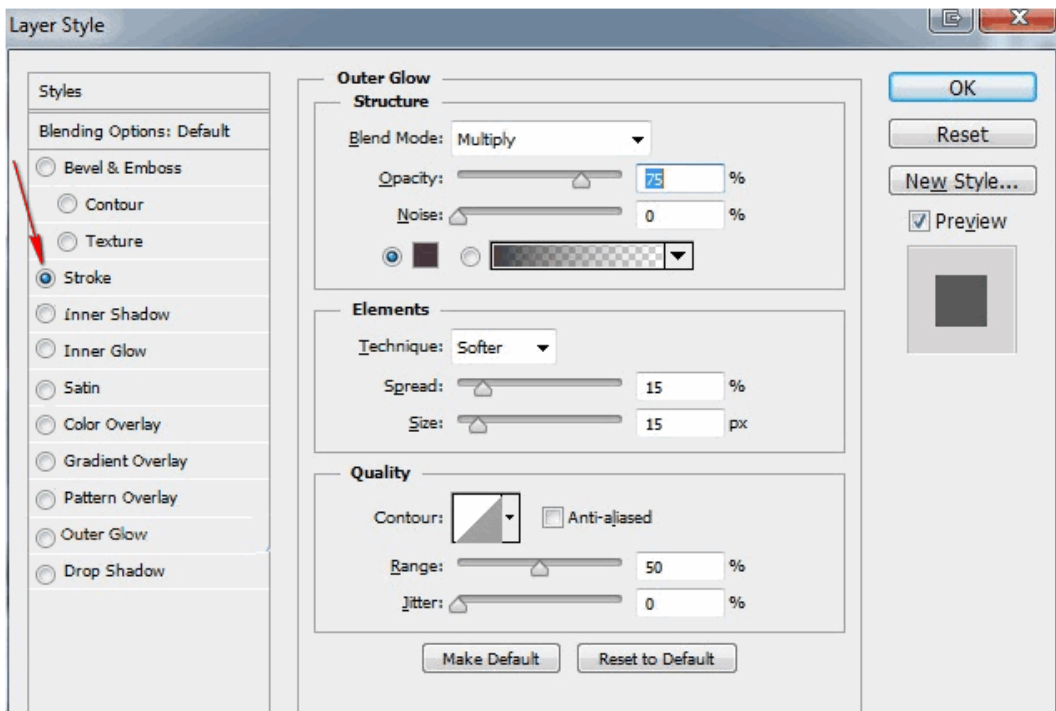 Layer Style
Styles
Blending Options: Default
Bevel & Emboss
Contour
Texture
Stroke
Inner Shadow
Inner Glow
Satin
Color Overlay
Gradient Overlay
Pattern Overlay
Outer Glow
Drop Shadow
Outer Glow
Structure
Blend Mode: Multiply
Opacity: 75 %
Noise: 0 %
Elements
Technique: Softer
Spread: 15 %
Size: 15 px
Quality
Contour: Anti-aliased
Range: 50 %
Jitter: 0 %
Make Default Reset to Default
OK
Reset
New Style...
Preview